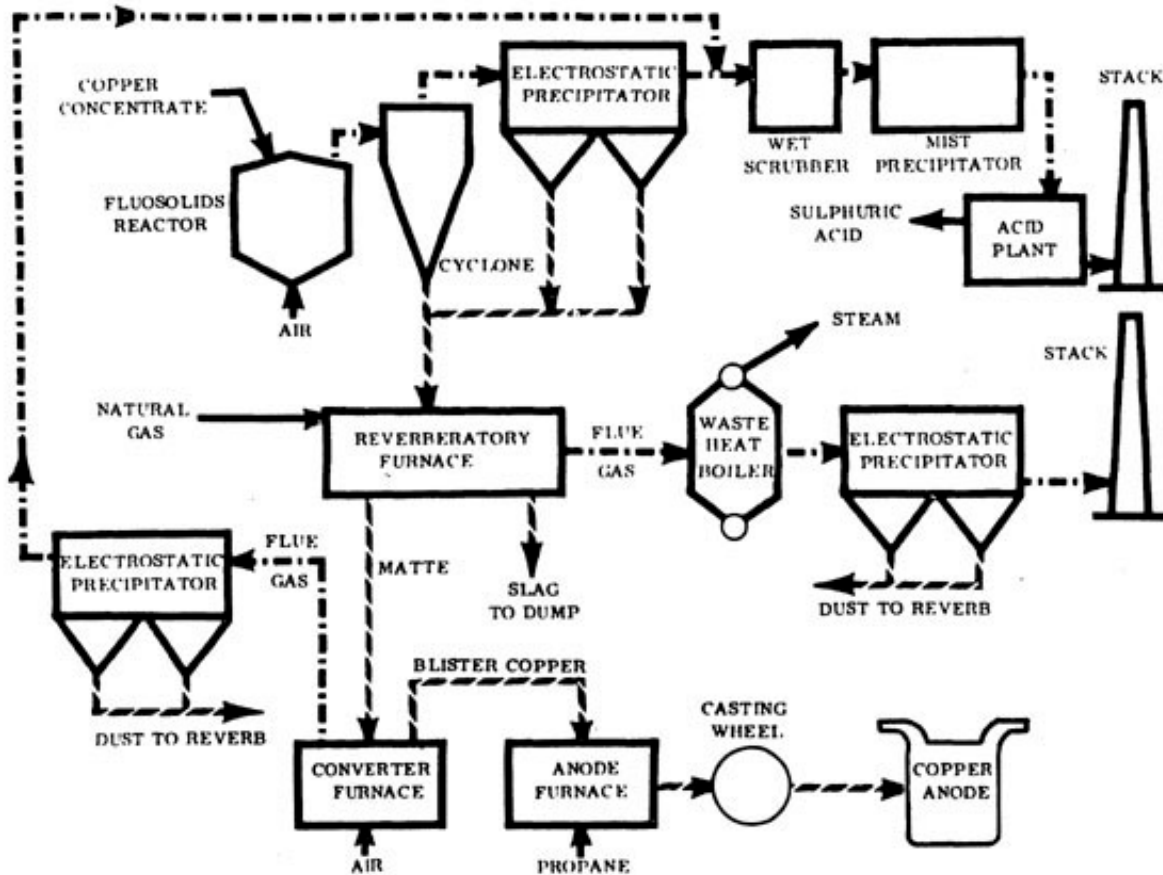 COPPER
CONCENTRATE
ELECTROSTATIC
PRECIPITATOR
STACK
WET
SCRUBBER
MIST
PRECIPITATOR
FLUOSOLIDS
REACTOR
SULPHURIC
ACID
ACID
PLANT
CYCLONE
AIR
STEAM
STACK
NATURAL
GAS
REVERBERATORY
FURNACE
FLUE
GAS
WASTE
HEAT
BOILER
ELECTROSTATIC
PRECIPITATOR
ELECTROSTATIC
PRECIPITATOR
FLUE
GAS
MATTE
SLAG
TO DUMP
DUST TO REVERB
BLISTER COPPER
DUST TO REVERB
CASTING
WHEEL
CONVERTER
FURNACE
ANODE
FURNACE
COPPER
ANODE
AIR
PROPANE